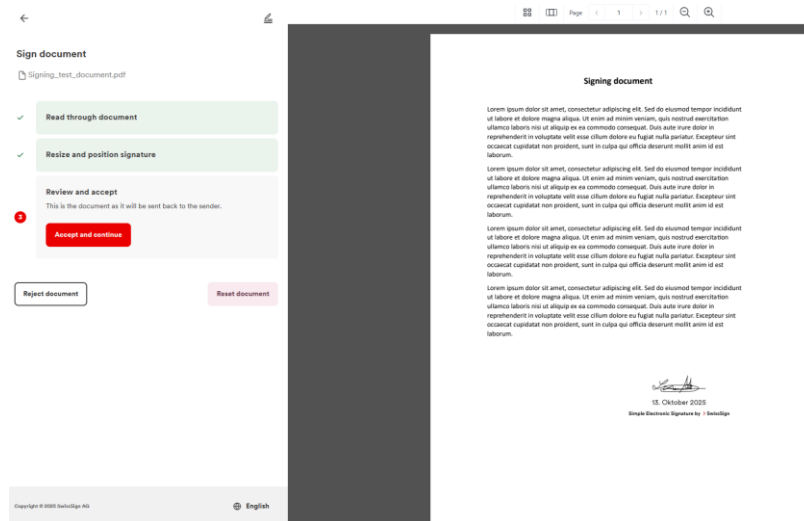 Sign document
Signing_test_document.pdf
Read through document
Resize and position signature
3
Review and accept
This is the document as it will be sent back to the sender.
Accept and continue
Reject document
Reset document
Copyright © 2025 SwissSign AG
English
Page
1
1 / 1
Signing document
Lorem ipsum dolor sit amet, consectetur adipiscing elit. Sed do eiusmod tempor incididunt
ut labore et dolore magna aliqua. Ut enim ad minim veniam, quis nostrud exercitation
ullamco laboris nisi ut aliquip ex ea commodo consequat. Duis aute irure dolor in
reprehenderit in voluptate velit esse cillum dolore eu fugiat nulla pariatur. Excepteur sint
occaecat cupidatat non proident, sunt in culpa qui officia deserunt mollit anim id est
laborum.
Lorem ipsum dolor sit amet, consectetur adipiscing elit. Sed do eiusmod tempor incididunt
ut labore et dolore magna aliqua. Ut enim ad minim veniam, quis nostrud exercitation
ullamco laboris nisi ut aliquip ex ea commodo consequat. Duis aute irure dolor in
reprehenderit in voluptate velit esse cillum dolore eu fugiat nulla pariatur. Excepteur sint
occaecat cupidatat non proident, sunt in culpa qui officia deserunt mollit anim id est
laborum.
Lorem ipsum dolor sit amet, consectetur adipiscing elit. Sed do eiusmod tempor incididunt
ut labore et dolore magna aliqua. Ut enim ad minim veniam, quis nostrud exercitation
ullamco laboris nisi ut aliquip ex ea commodo consequat. Duis aute irure dolor in
reprehenderit in voluptate velit esse cillum dolore eu fugiat nulla pariatur. Excepteur sint
occaecat cupidatat non proident, sunt in culpa qui officia deserunt mollit anim id est
laborum.
Lorem ipsum dolor sit amet, consectetur adipiscing elit. Sed do eiusmod tempor incididunt
ut labore et dolore magna aliqua. Ut enim ad minim veniam, quis nostrud exercitation
ullamco laboris nisi ut aliquip ex ea commodo consequat. Duis aute irure dolor in
reprehenderit in voluptate velit esse cillum dolore eu fugiat nulla pariatur. Excepteur sint
occaecat cupidatat non proident, sunt in culpa qui officia deserunt mollit anim id est
laborum.
13. Oktober 2025
Simple Electronic Signature by SwissSign